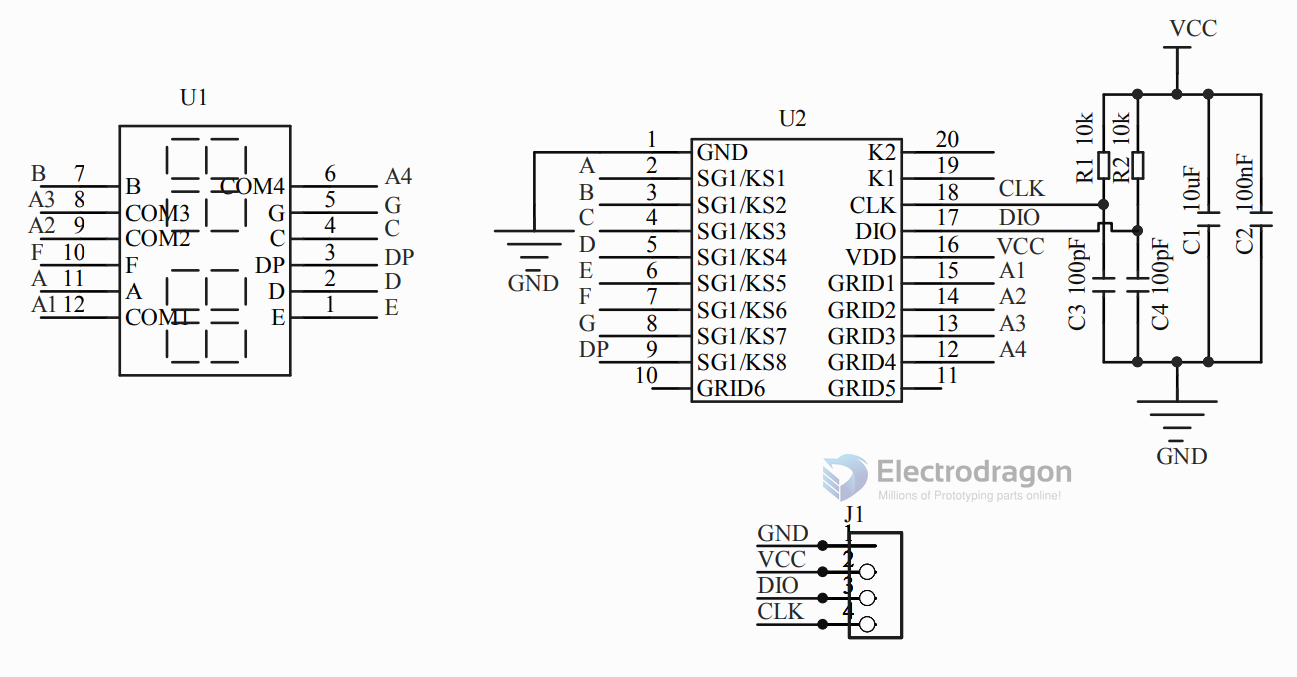 VCC
U1
B 7 B
A3 8 COM3
A2 9 COM2
F 10 F
A 11 A
A1 12 COM1
COM4 6 A4
G 5 G
C 4 C
DP 3 DP
D 2 D
E 1 E
U2
1 GND
A 2 SG1/KS1
B 3 SG1/KS2
C 4 SG1/KS3
D 5 SG1/KS4
E 6 SG1/KS5
F 7 SG1/KS6
G 8 SG1/KS7
DP 9 SG1/KS8
10 GRID6
GND
K2 20
K1 19
CLK 18 CLK
DIO 17 DIO
VDD 16 VCC
GRID1 15 A1
GRID2 14 A2
GRID3 13 A3
GRID4 12 A4
GRID5 11
R1 10k
R2 10k
C1 10uF
C2 100nF
C3 100pF
C4 100pF
GND
Electrodragon
Millions of Prototyping parts online!
J1
GND 1
VCC 2
DIO 3
CLK 4